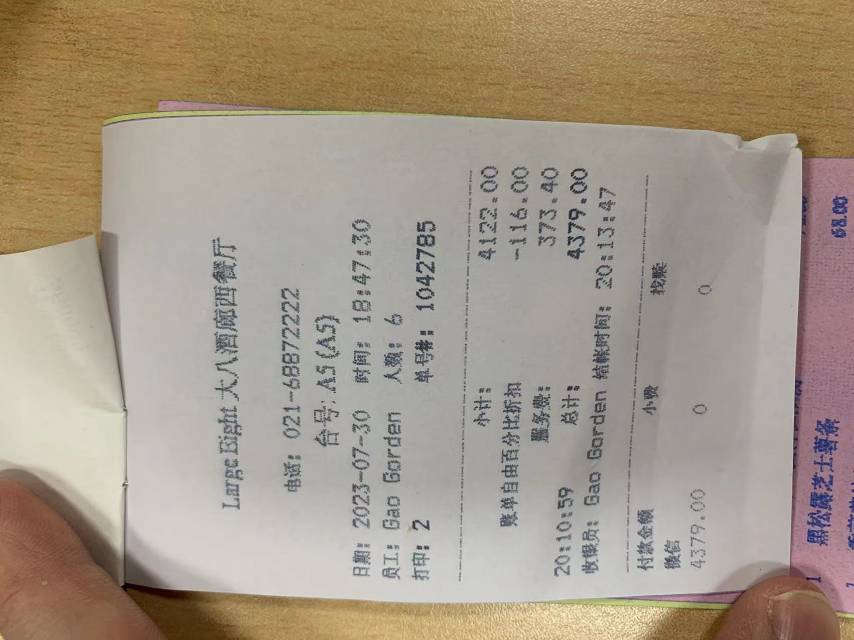 Large Eight 大八酒廊西餐厅
电话: 021-68872222
台号: A5 (A5)
日期: 2023-07-30 时间: 18:47:30
员工: Gao Gorden 人数: 6
打印: 2 单号#: 1042785
小计: 4122.00
账单自由百分比折扣 -116.00
服务费: 373.40
总计: 4379.00
20:10:59
收银员: Gao Gorden 结帐时间: 20:13:47
付款金额 小费 找赎
微信
4379.00 0 0
1 黑松露芝士薯条 68.00